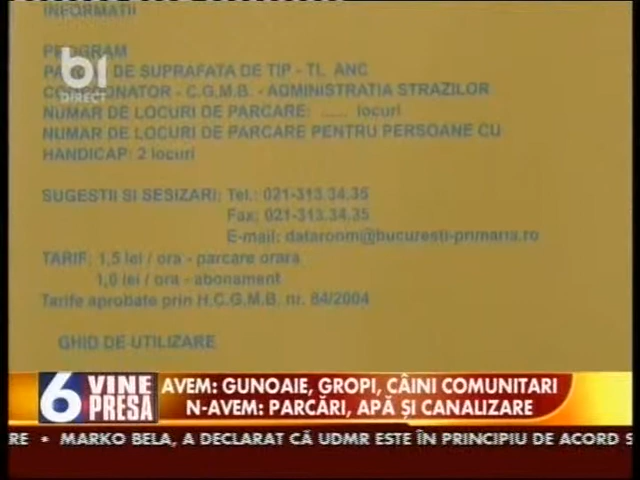 INFORMATII
PROGRAM
b1
DIRECT
DE SUPRAFATA DE TIP - TI. ANC
- C.G.M.B. - ADMINISTRATIA STRAZILOR
NUMAR DE LOCURI DE PARCARE: ...... locuri
NUMAR DE LOCURI DE PARCARE PENTRU PERSOANE CU
HANDICAP: 2 locuri
SUGESTII SI SESIZARI: Tel.: 021-313.34.35
Fax: 021-313.34.35
E-mail: dataroom@bucuresti-primaria.ro
TARIF: 1,5 lei / ora - parcare orara
1,0 lei / ora - abonament
Tarife aprobate prin H.C.G.M.B. nr. 84/2004
GHID DE UTILIZARE
6 VINE PRESA
AVEM: GUNOAIE, GROPI, CÂINI COMUNITARI
N-AVEM: PARCĂRI, APĂ ŞI CANALIZARE
RE • MARKO BELA, A DECLARAT CĂ UDMR ESTE ÎN PRINCIPIU DE ACORD S